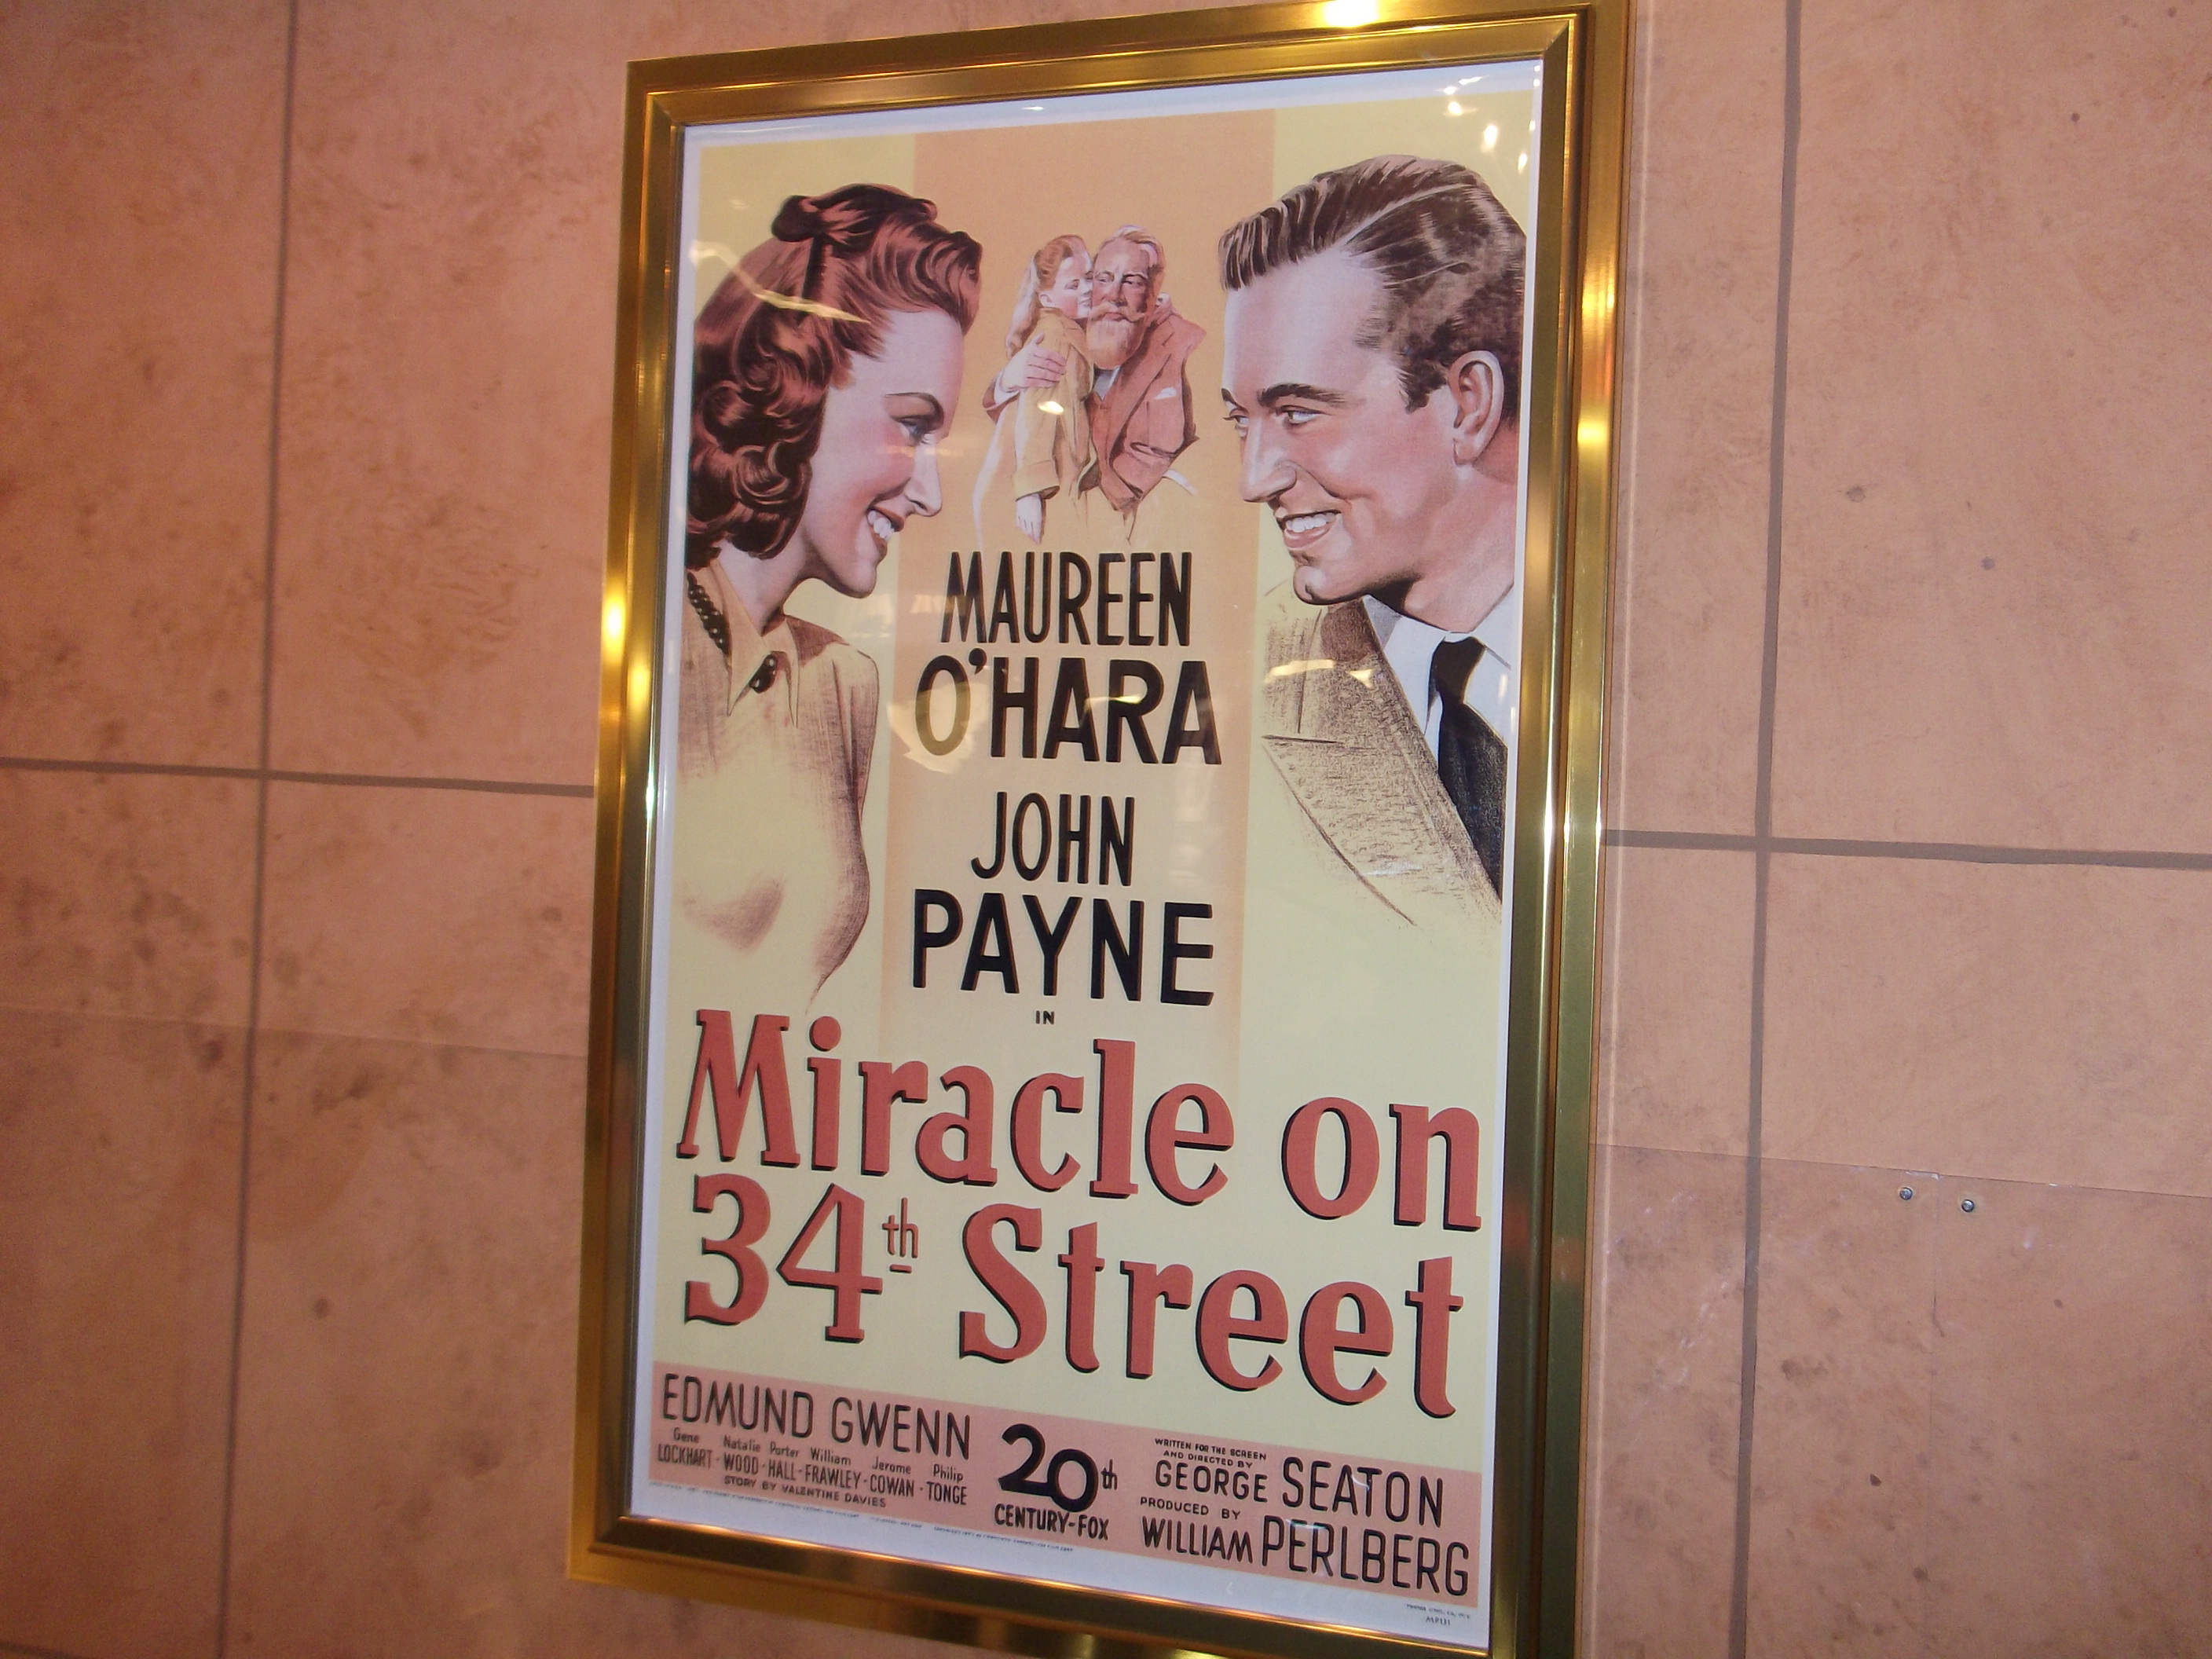 MAUREEN
O'HARA
JOHN
PAYNE
IN
Miracle on
34th Street
EDMUND GWENN
Gene Natalie Porter William Jerome Philip
LOCKHART - WOOD - HALL - FRAWLEY - COWAN - TONGE
STORY BY VALENTINE DAVIES
20th
CENTURY-FOX
WRITTEN FOR THE SCREEN
AND DIRECTED BY
GEORGE SEATON
PRODUCED BY
WILLIAM PERLBERG
MP131